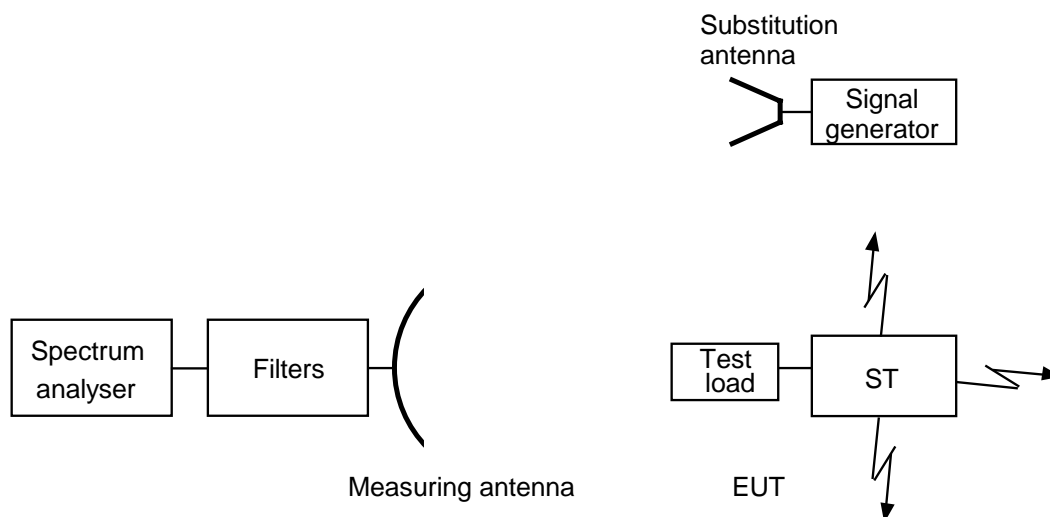 Substitution
antenna
Signal
generator
Spectrum
analyser
Filters
Test
load
ST
Measuring antenna
EUT